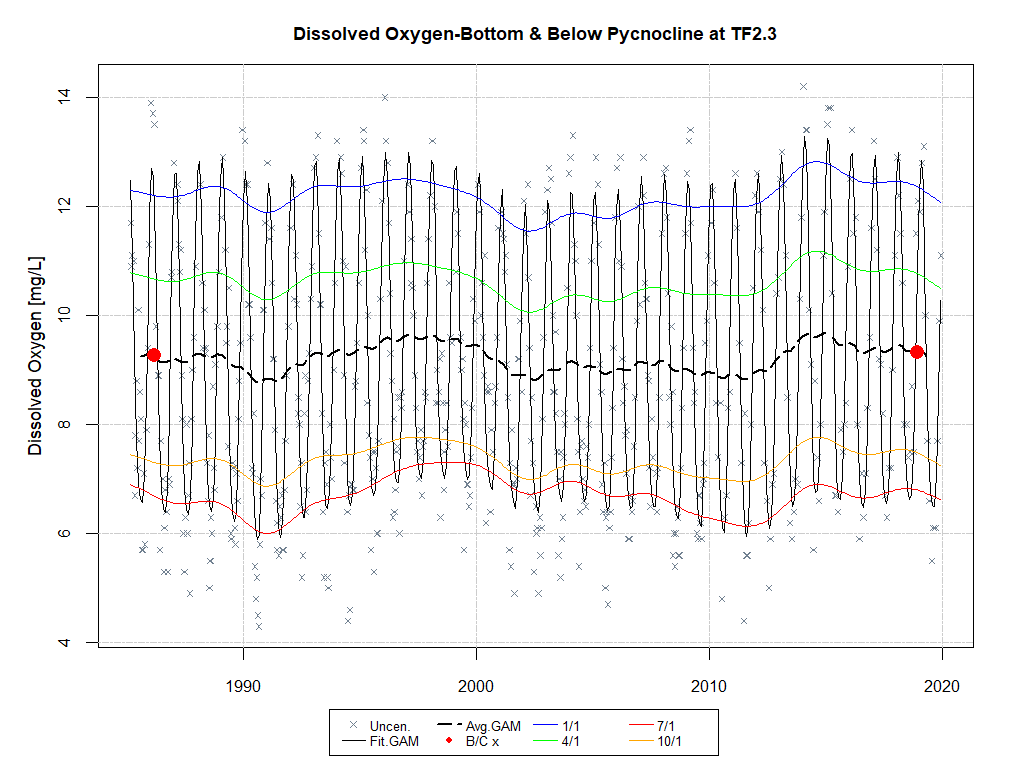 Dissolved Oxygen-Bottom & Below Pycnocline at TF2.3
Dissolved Oxygen [mg/L]
14
12
10
8
6
4
1990 2000 2010 2020
Uncen. Avg.GAM 1/1 7/1
Fit.GAM B/C x 4/1 10/1